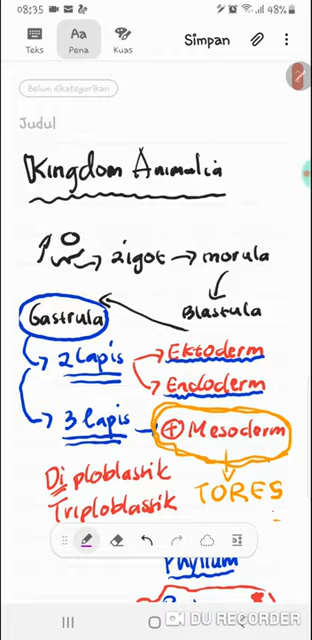 08:35 48%
Teks Aa Pena Kuas Simpan
Belum dikategorikan
Judul
Kingdom Animalia
zigot → morula
Blastula
Gastrula
2 lapis → Ektoderm
→ Endoderm
3 lapis (+) Mesoderm
Diploblastik TORES
Triploblastik
Phyllum
DU RECORDER